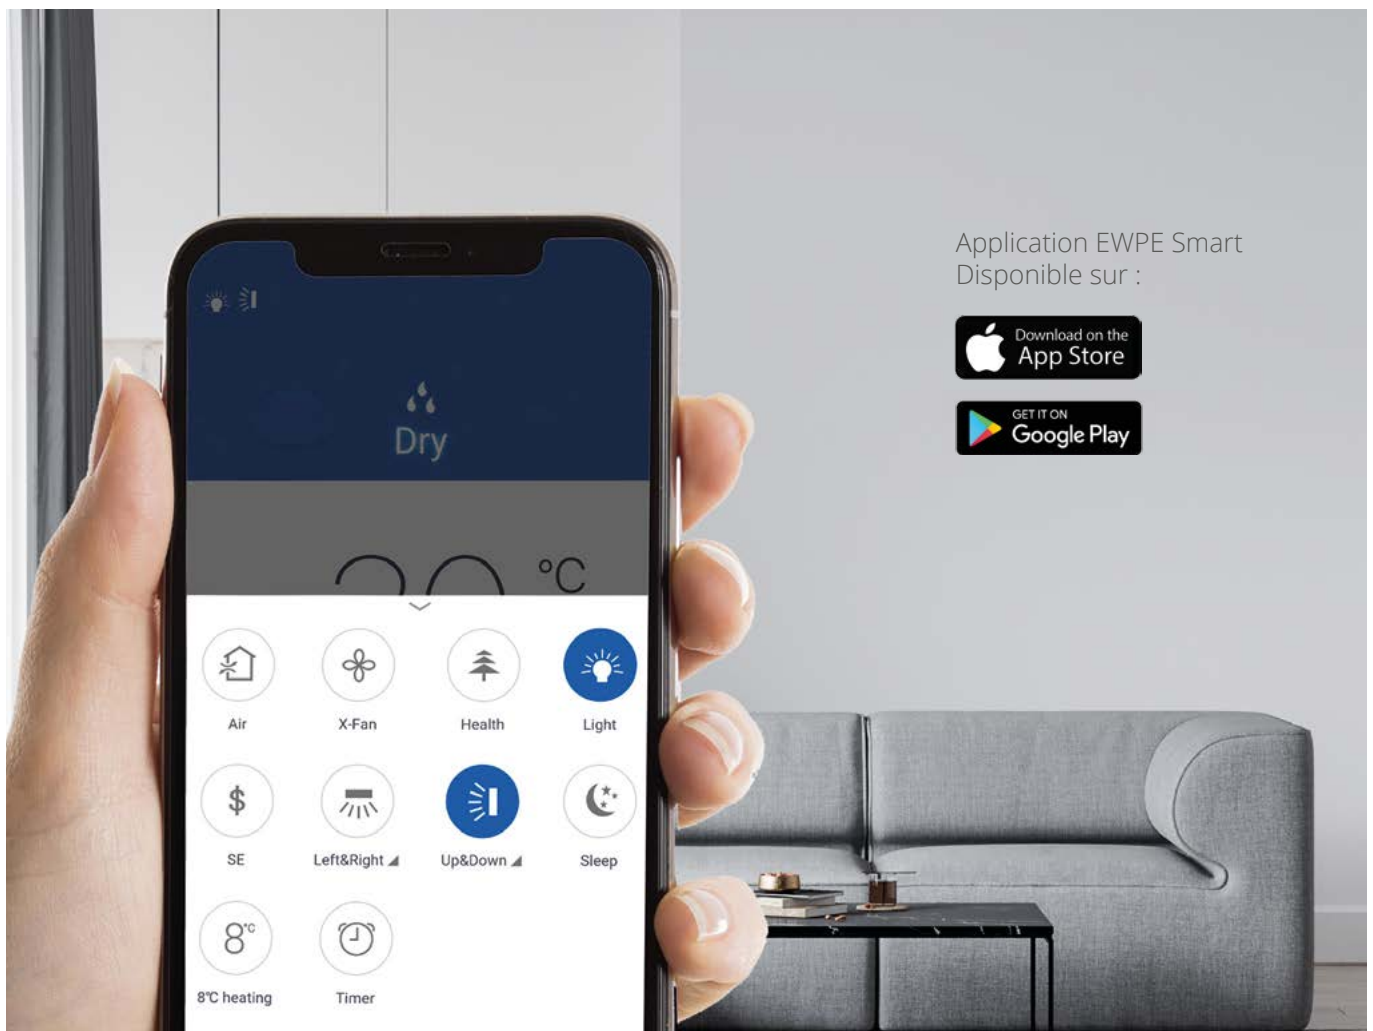 Application EWPE Smart
Disponible sur :
Download on the
App Store
GET IT ON
Google Play
Dry
°C
Air
X-Fan
Health
Light
$
SE
Left&Right
Up&Down
Sleep
8°C
8°C heating
Timer